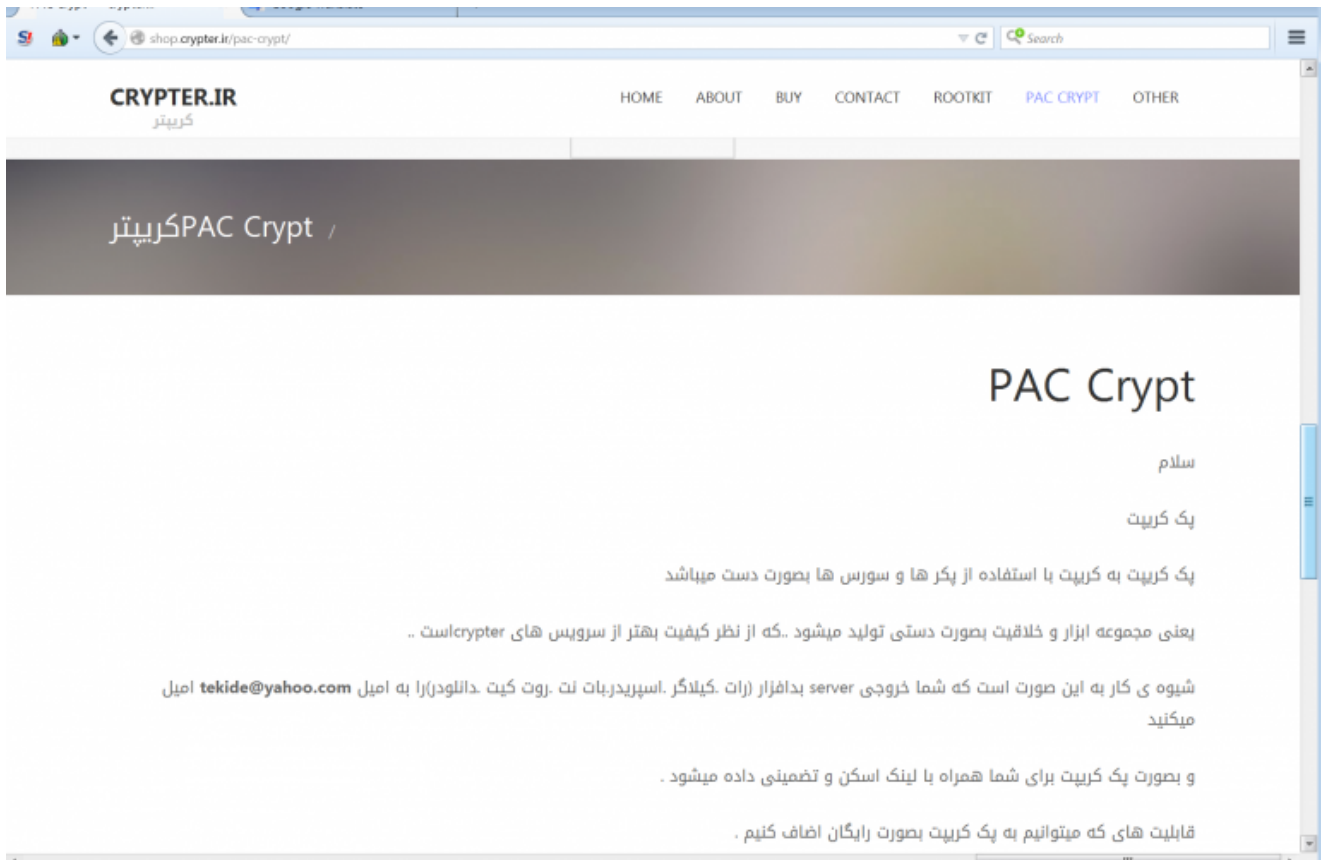 shop.crypter.ir/pac-crypt/
Search
CRYPTER.IR
کریپتر
HOME ABOUT BUY CONTACT ROOTKIT PAC CRYPT OTHER
PAC Cryptکریپتر /
PAC Crypt
سلام
پک کریپت
پک کریپت به کریپت با استفاده از پکر ها و سورس ها بصورت دست میباشد
یعنی مجموعه ابزار و خلاقیت بصورت دستی تولید میشود ..که از نظر کیفیت بهتر از سرویس های crypterاست ..
شیوه ی کار به این صورت است که شما خروجی server بدافزار (رات .کیلاگر .اسپریدر.بات نت .روت کیت .دانلودر)را به امیل tekide@yahoo.com امیل
میکنید
و بصورت پک کریپت برای شما همراه با لینک اسکن و تضمینی داده میشود .
قابلیت های که میتوانیم به پک کریپت بصورت رایگان اضاف کنیم .